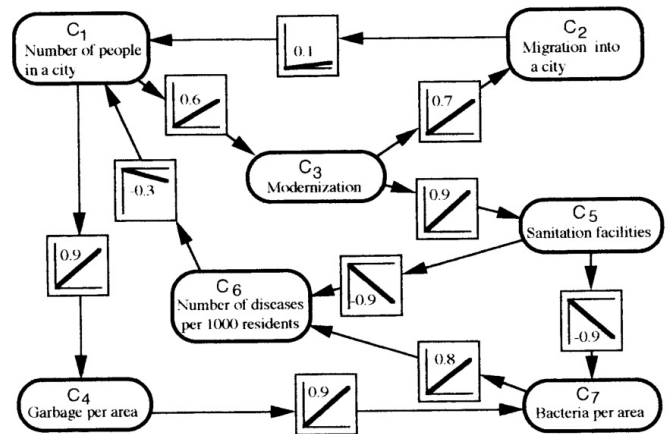 C1
Number of people
in a city
0.1
C2
Migration into
a city
0.6
0.7
C3
Modernization
-0.3
0.9
C5
Sanitation facilities
0.9
C6
Number of diseases
per 1000 residents
-0.9
-0.9
0.8
C4
Garbage per area
0.9
C7
Bacteria per area